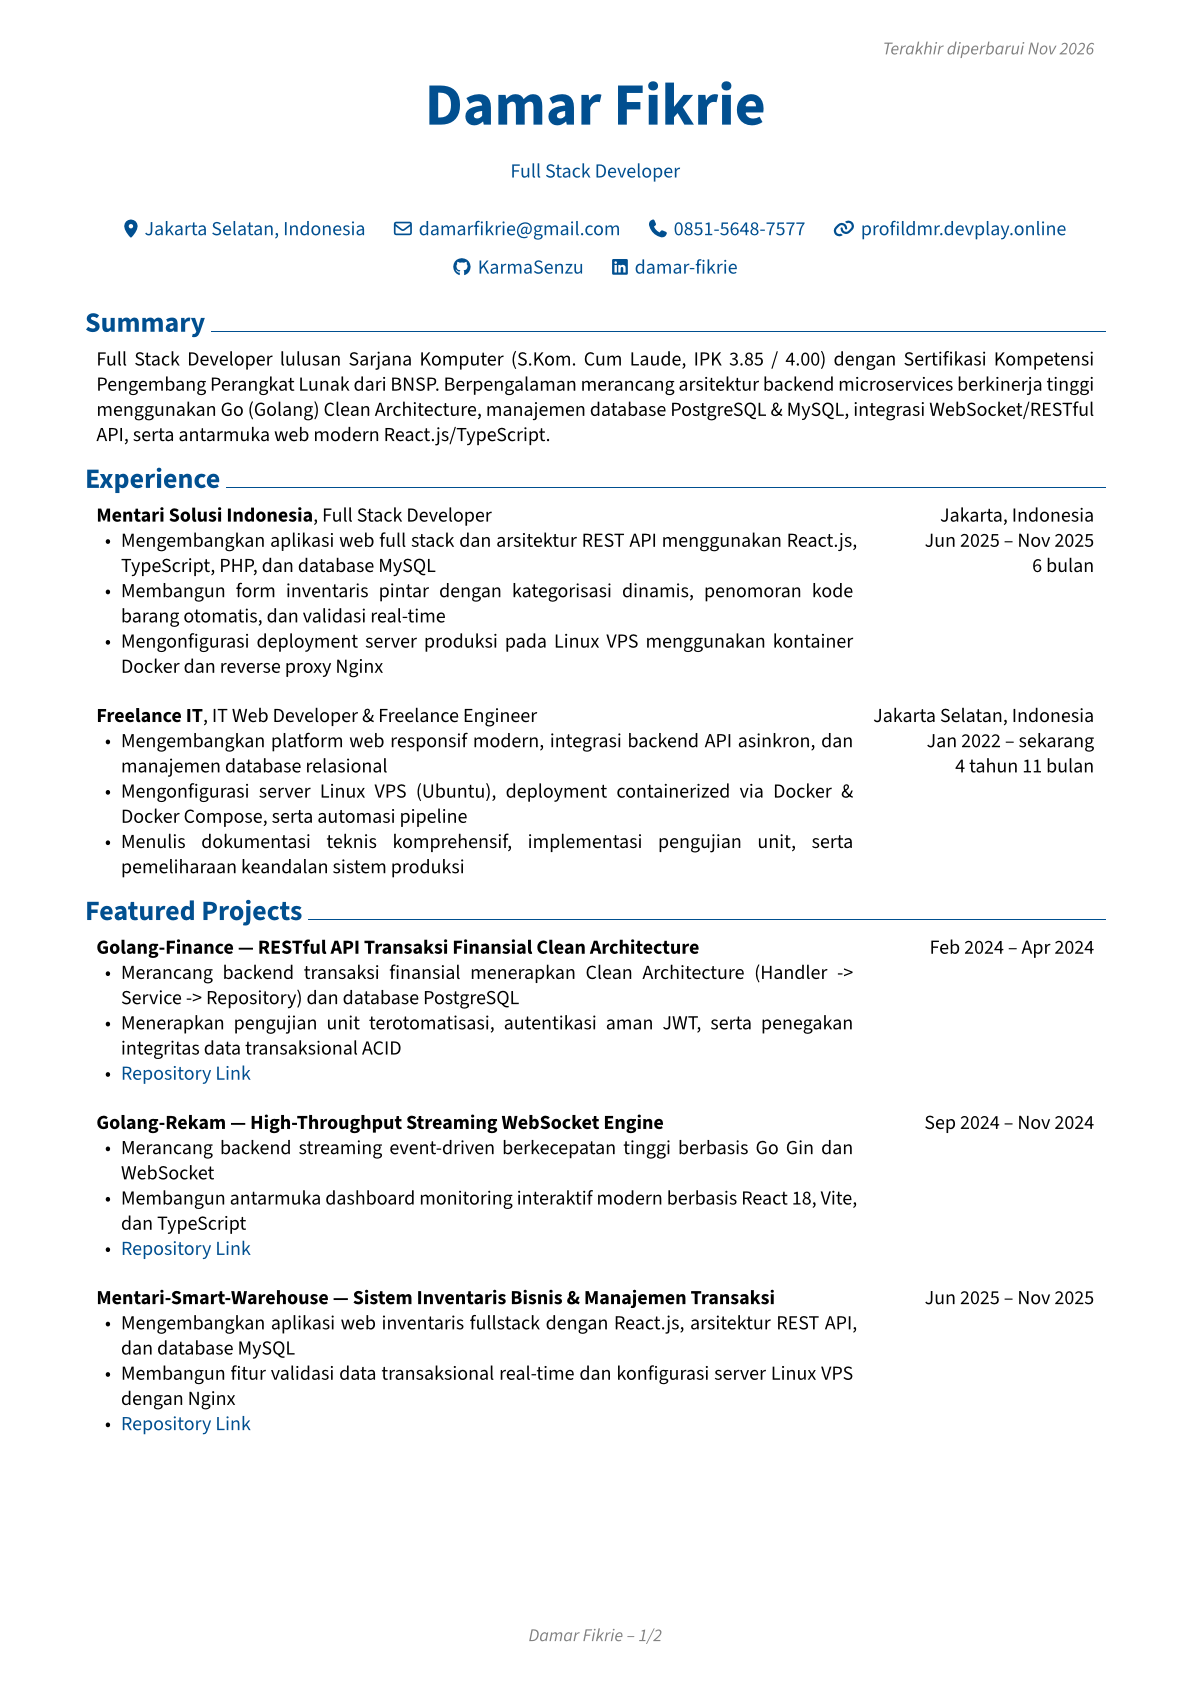 Terakhir diperbarui Nov 2026
Damar Fikrie
Full Stack Developer
Jakarta Selatan, Indonesia damarfikrie@gmail.com 0851-5648-7577 profildmr.devplay.online
KarmaSenzu damar-fikrie
Summary
Full Stack Developer lulusan Sarjana Komputer (S.Kom. Cum Laude, IPK 3.85 / 4.00) dengan Sertifikasi Kompetensi
Pengembang Perangkat Lunak dari BNSP. Berpengalaman merancang arsitektur backend microservices berkinerja tinggi
menggunakan Go (Golang) Clean Architecture, manajemen database PostgreSQL & MySQL, integrasi WebSocket/RESTful
API, serta antarmuka web modern React.js/TypeScript.
Experience
Mentari Solusi Indonesia, Full Stack Developer Jakarta, Indonesia
• Mengembangkan aplikasi web full stack dan arsitektur REST API menggunakan React.js, Jun 2025 – Nov 2025
TypeScript, PHP, dan database MySQL 6 bulan
• Membangun form inventaris pintar dengan kategorisasi dinamis, penomoran kode
barang otomatis, dan validasi real-time
• Mengonfigurasi deployment server produksi pada Linux VPS menggunakan kontainer
Docker dan reverse proxy Nginx
Freelance IT, IT Web Developer & Freelance Engineer Jakarta Selatan, Indonesia
• Mengembangkan platform web responsif modern, integrasi backend API asinkron, dan Jan 2022 – sekarang
manajemen database relasional 4 tahun 11 bulan
• Mengonfigurasi server Linux VPS (Ubuntu), deployment containerized via Docker &
Docker Compose, serta automasi pipeline
• Menulis dokumentasi teknis komprehensif, implementasi pengujian unit, serta
pemeliharaan keandalan sistem produksi
Featured Projects
Golang-Finance — RESTful API Transaksi Finansial Clean Architecture Feb 2024 – Apr 2024
• Merancang backend transaksi finansial menerapkan Clean Architecture (Handler ->
Service -> Repository) dan database PostgreSQL
• Menerapkan pengujian unit terotomatisasi, autentikasi aman JWT, serta penegakan
integritas data transaksional ACID
• Repository Link
Golang-Rekam — High-Throughput Streaming WebSocket Engine Sep 2024 – Nov 2024
• Merancang backend streaming event-driven berkecepatan tinggi berbasis Go Gin dan
WebSocket
• Membangun antarmuka dashboard monitoring interaktif modern berbasis React 18, Vite,
dan TypeScript
• Repository Link
Mentari-Smart-Warehouse — Sistem Inventaris Bisnis & Manajemen Transaksi Jun 2025 – Nov 2025
• Mengembangkan aplikasi web inventaris fullstack dengan React.js, arsitektur REST API,
dan database MySQL
• Membangun fitur validasi data transaksional real-time dan konfigurasi server Linux VPS
dengan Nginx
• Repository Link
Damar Fikrie – 1/2